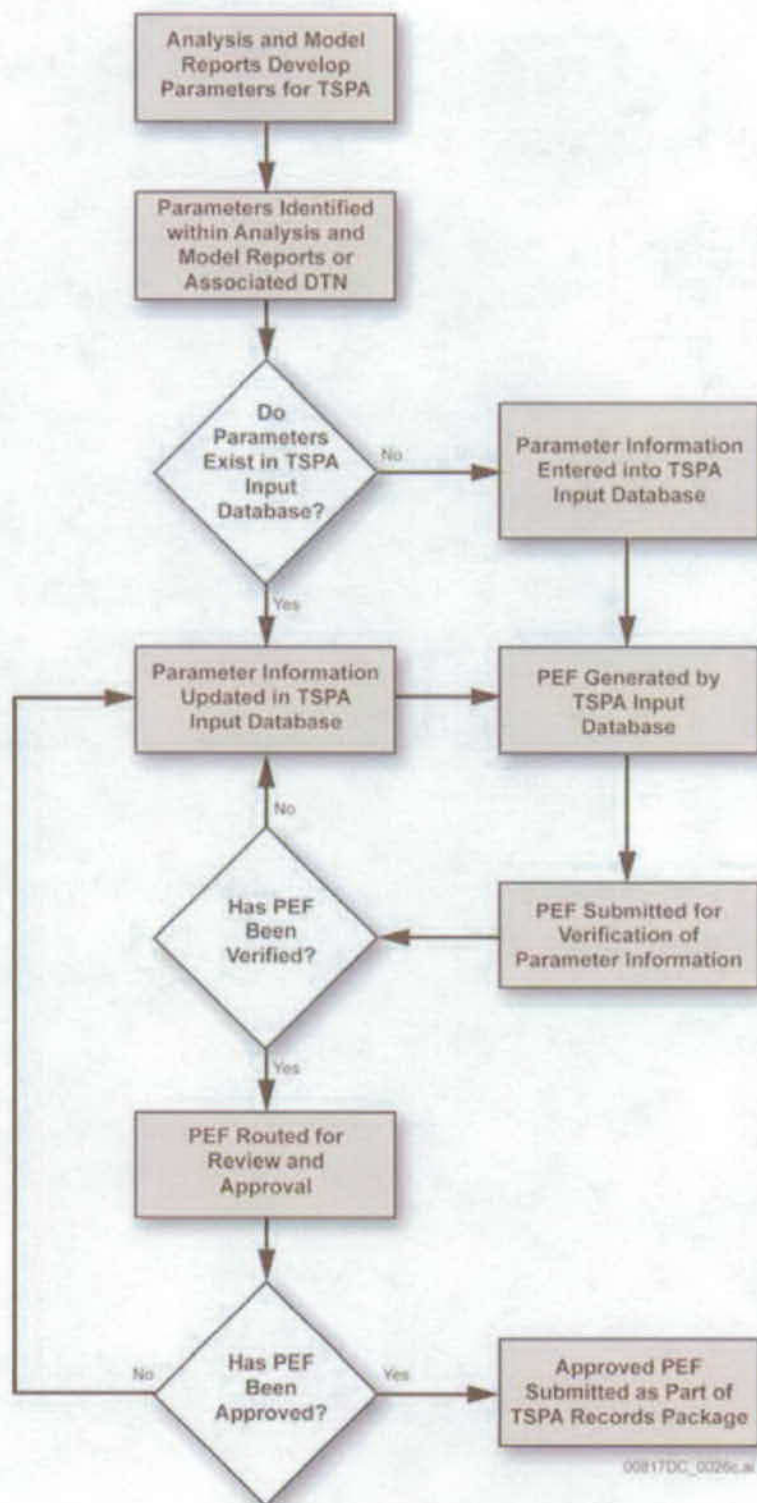 Analysis and Model
Reports Develop
Parameters for TSPA
Parameters Identified
within Analysis and
Model Reports or
Associated DTN
Do
Parameters
Exist in TSPA
Input
Database?
No
Parameter Information
Entered into TSPA
Input Database
Yes
Parameter Information
Updated in TSPA
Input Database
PEF Generated by
TSPA Input
Database
No
Has PEF
Been
Verified?
PEF Submitted for
Verification of
Parameter Information
Yes
PEF Routed for
Review and
Approval
No
Has PEF
Been
Approved?
Yes
Approved PEF
Submitted as Part of
TSPA Records Package
00817DC_0026c.ai